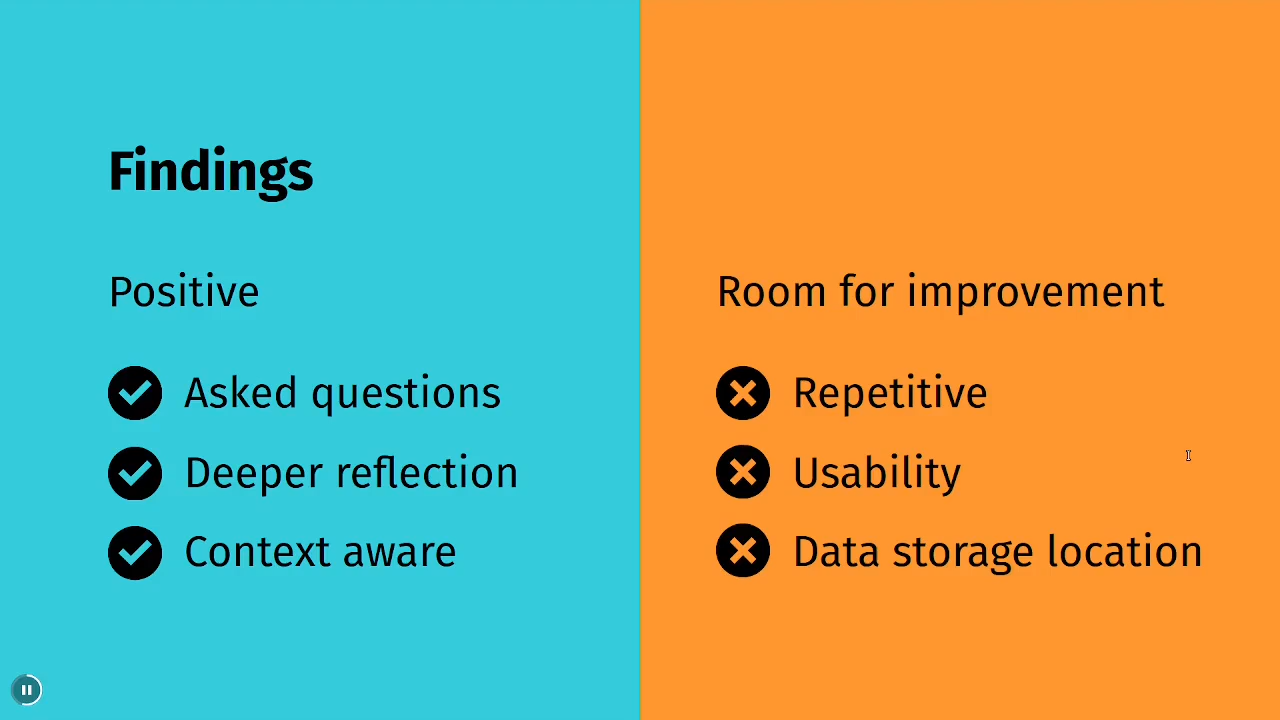 Findings
Positive
Asked questions
Deeper reflection
Context aware
Room for improvement
Repetitive
Usability
Data storage location